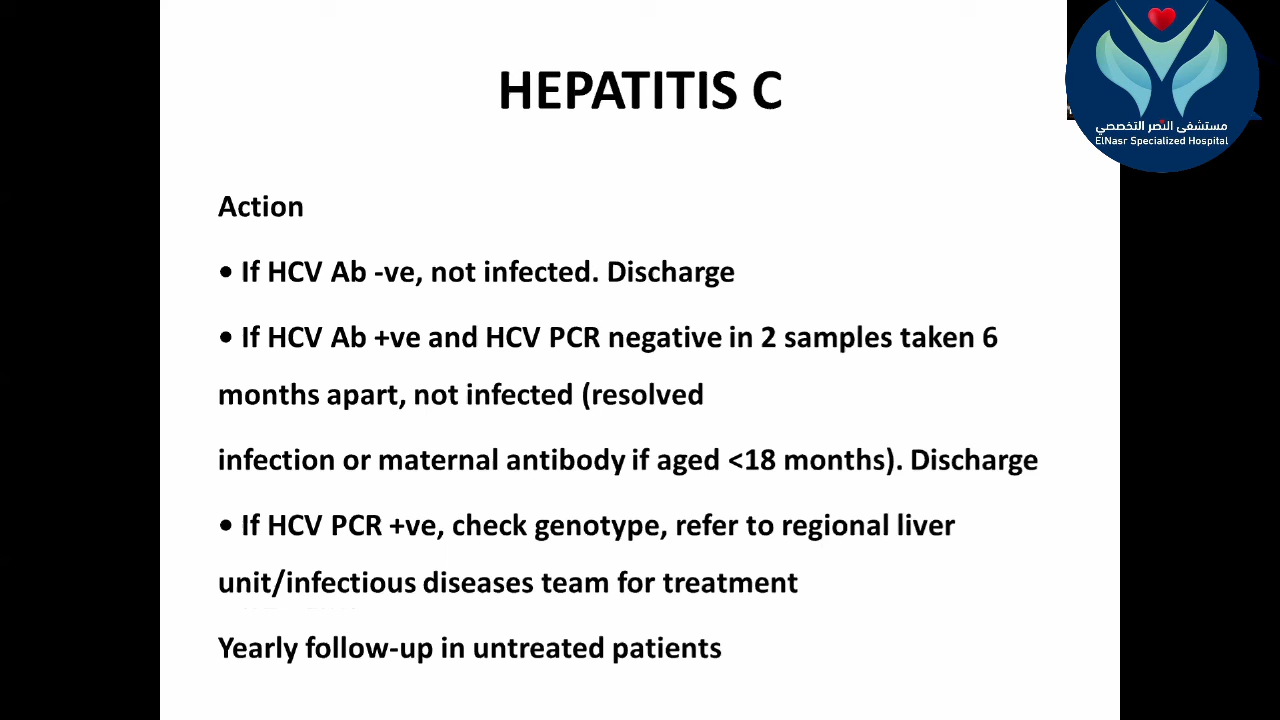 HEPATITIS C
مستشفى النصر التخصصي
ElNasr Specialized Hospital
Action
• If HCV Ab -ve, not infected. Discharge
• If HCV Ab +ve and HCV PCR negative in 2 samples taken 6
months apart, not infected (resolved
infection or maternal antibody if aged <18 months). Discharge
• If HCV PCR +ve, check genotype, refer to regional liver
unit/infectious diseases team for treatment
Yearly follow-up in untreated patients